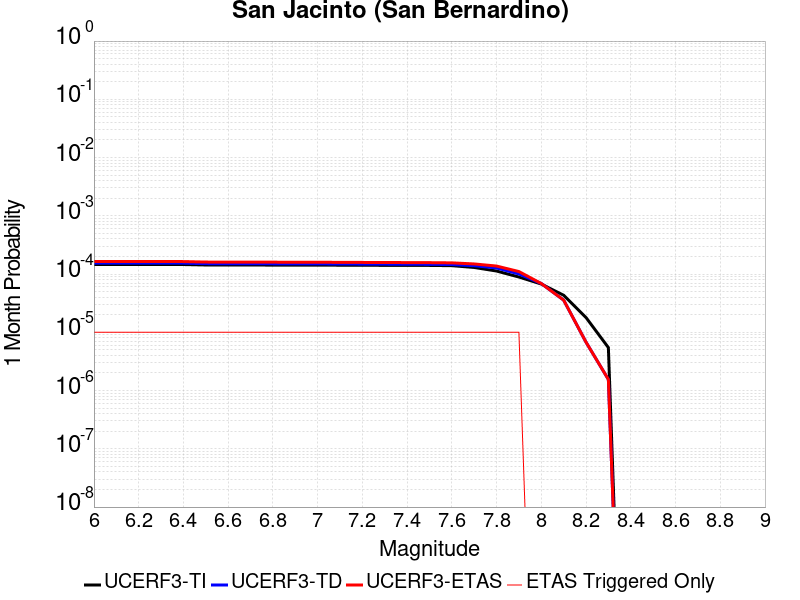 San Jacinto (San Bernardino)
10^0
10^-1
10^-2
10^-3
10^-4
10^-5
10^-6
10^-7
10^-8
1 Month Probability
6 6.2 6.4 6.6 6.8 7 7.2 7.4 7.6 7.8 8 8.2 8.4 8.6 8.8 9
Magnitude
UCERF3-TI UCERF3-TD UCERF3-ETAS ETAS Triggered Only